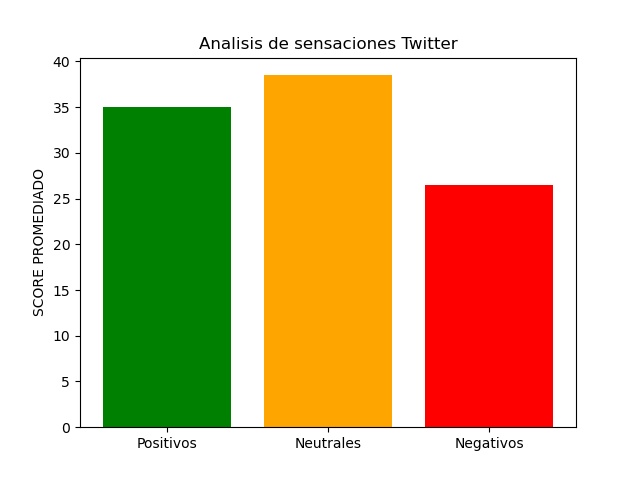 Analisis de sensaciones Twitter
SCORE PROMEDIADO
40
35
30
25
20
15
10
5
0
Positivos
Neutrales
Negativos